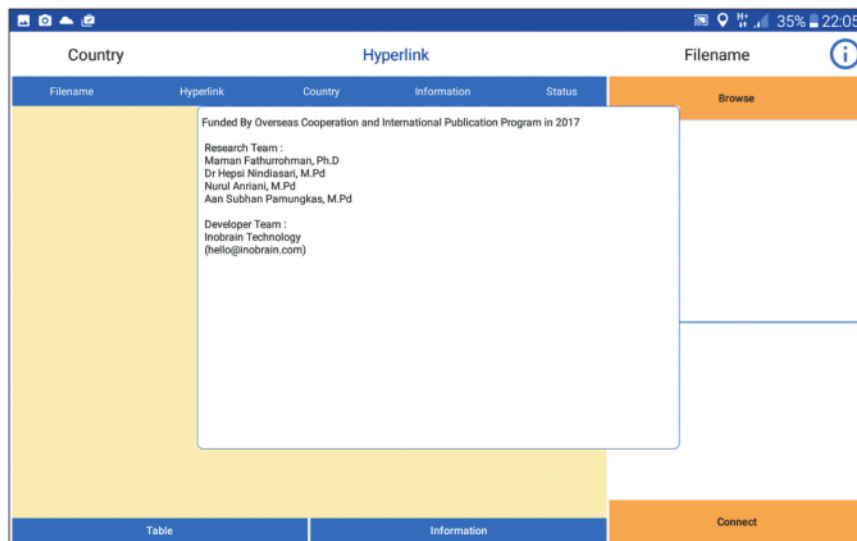 H+ 35% 22:05
Country Hyperlink Filename
Filename Hyperlink Country Information Status
Browse
Funded By Overseas Cooperation and International Publication Program in 2017
Research Team :
Maman Fathurrohman, Ph.D
Dr Hepsi Nindiasari, M.Pd
Nurul Anriani, M.Pd
Aan Subhan Pamungkas, M.Pd
Developer Team :
Inobrain Technology
(hello@inobrain.com)
Table Information
Connect